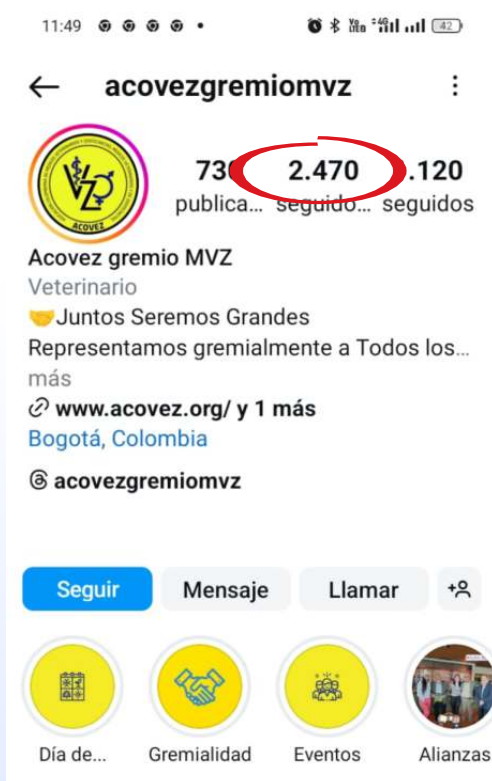 11:49
42
acovezgremiomvz
VZ
ACOVEZ
2.470
publica... seguido... seguidos
Acovez gremio MVZ
Veterinario
🤝Juntos Seremos Grandes
Representamos gremialmente a Todos los...
más
www.acovez.org/ y 1 más
Bogotá, Colombia
acovezgremiomvz
Seguir Mensaje Llamar
Día de... Gremialidad Eventos Alianzas